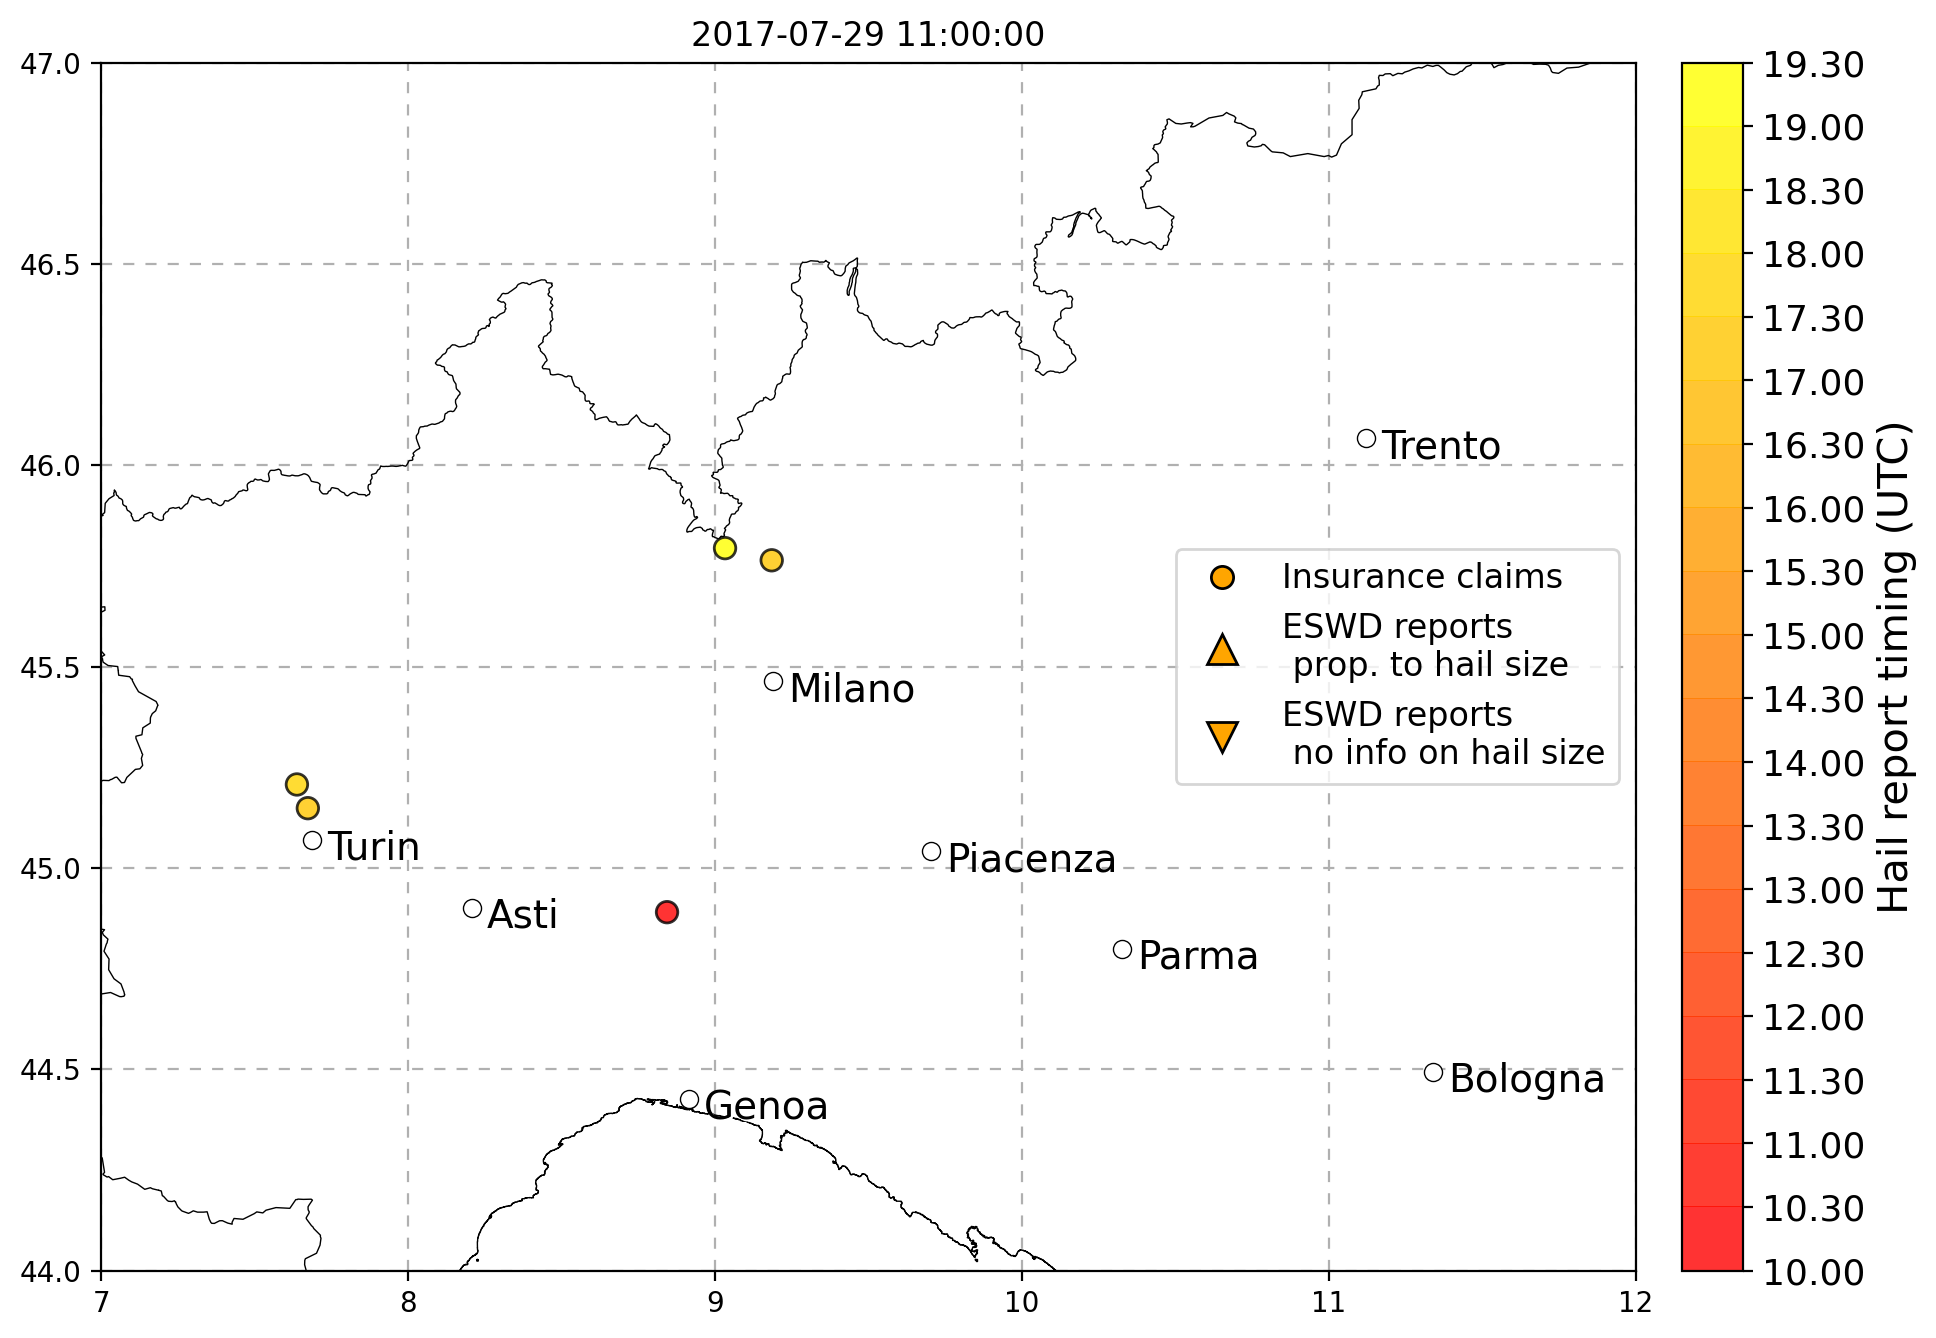 2017-07-29 11:00:00
47.0
46.5
46.0
45.5
45.0
44.5
44.0
7
8
9
10
11
12
Trento
Milano
Turin
Piacenza
Asti
Parma
Bologna
Genoa
Insurance claims
ESWD reports
prop. to hail size
ESWD reports
no info on hail size
19.30
19.00
18.30
18.00
17.30
17.00
16.30
16.00
15.30
15.00
14.30
14.00
13.30
13.00
12.30
12.00
11.30
11.00
10.30
10.00
Hail report timing (UTC)